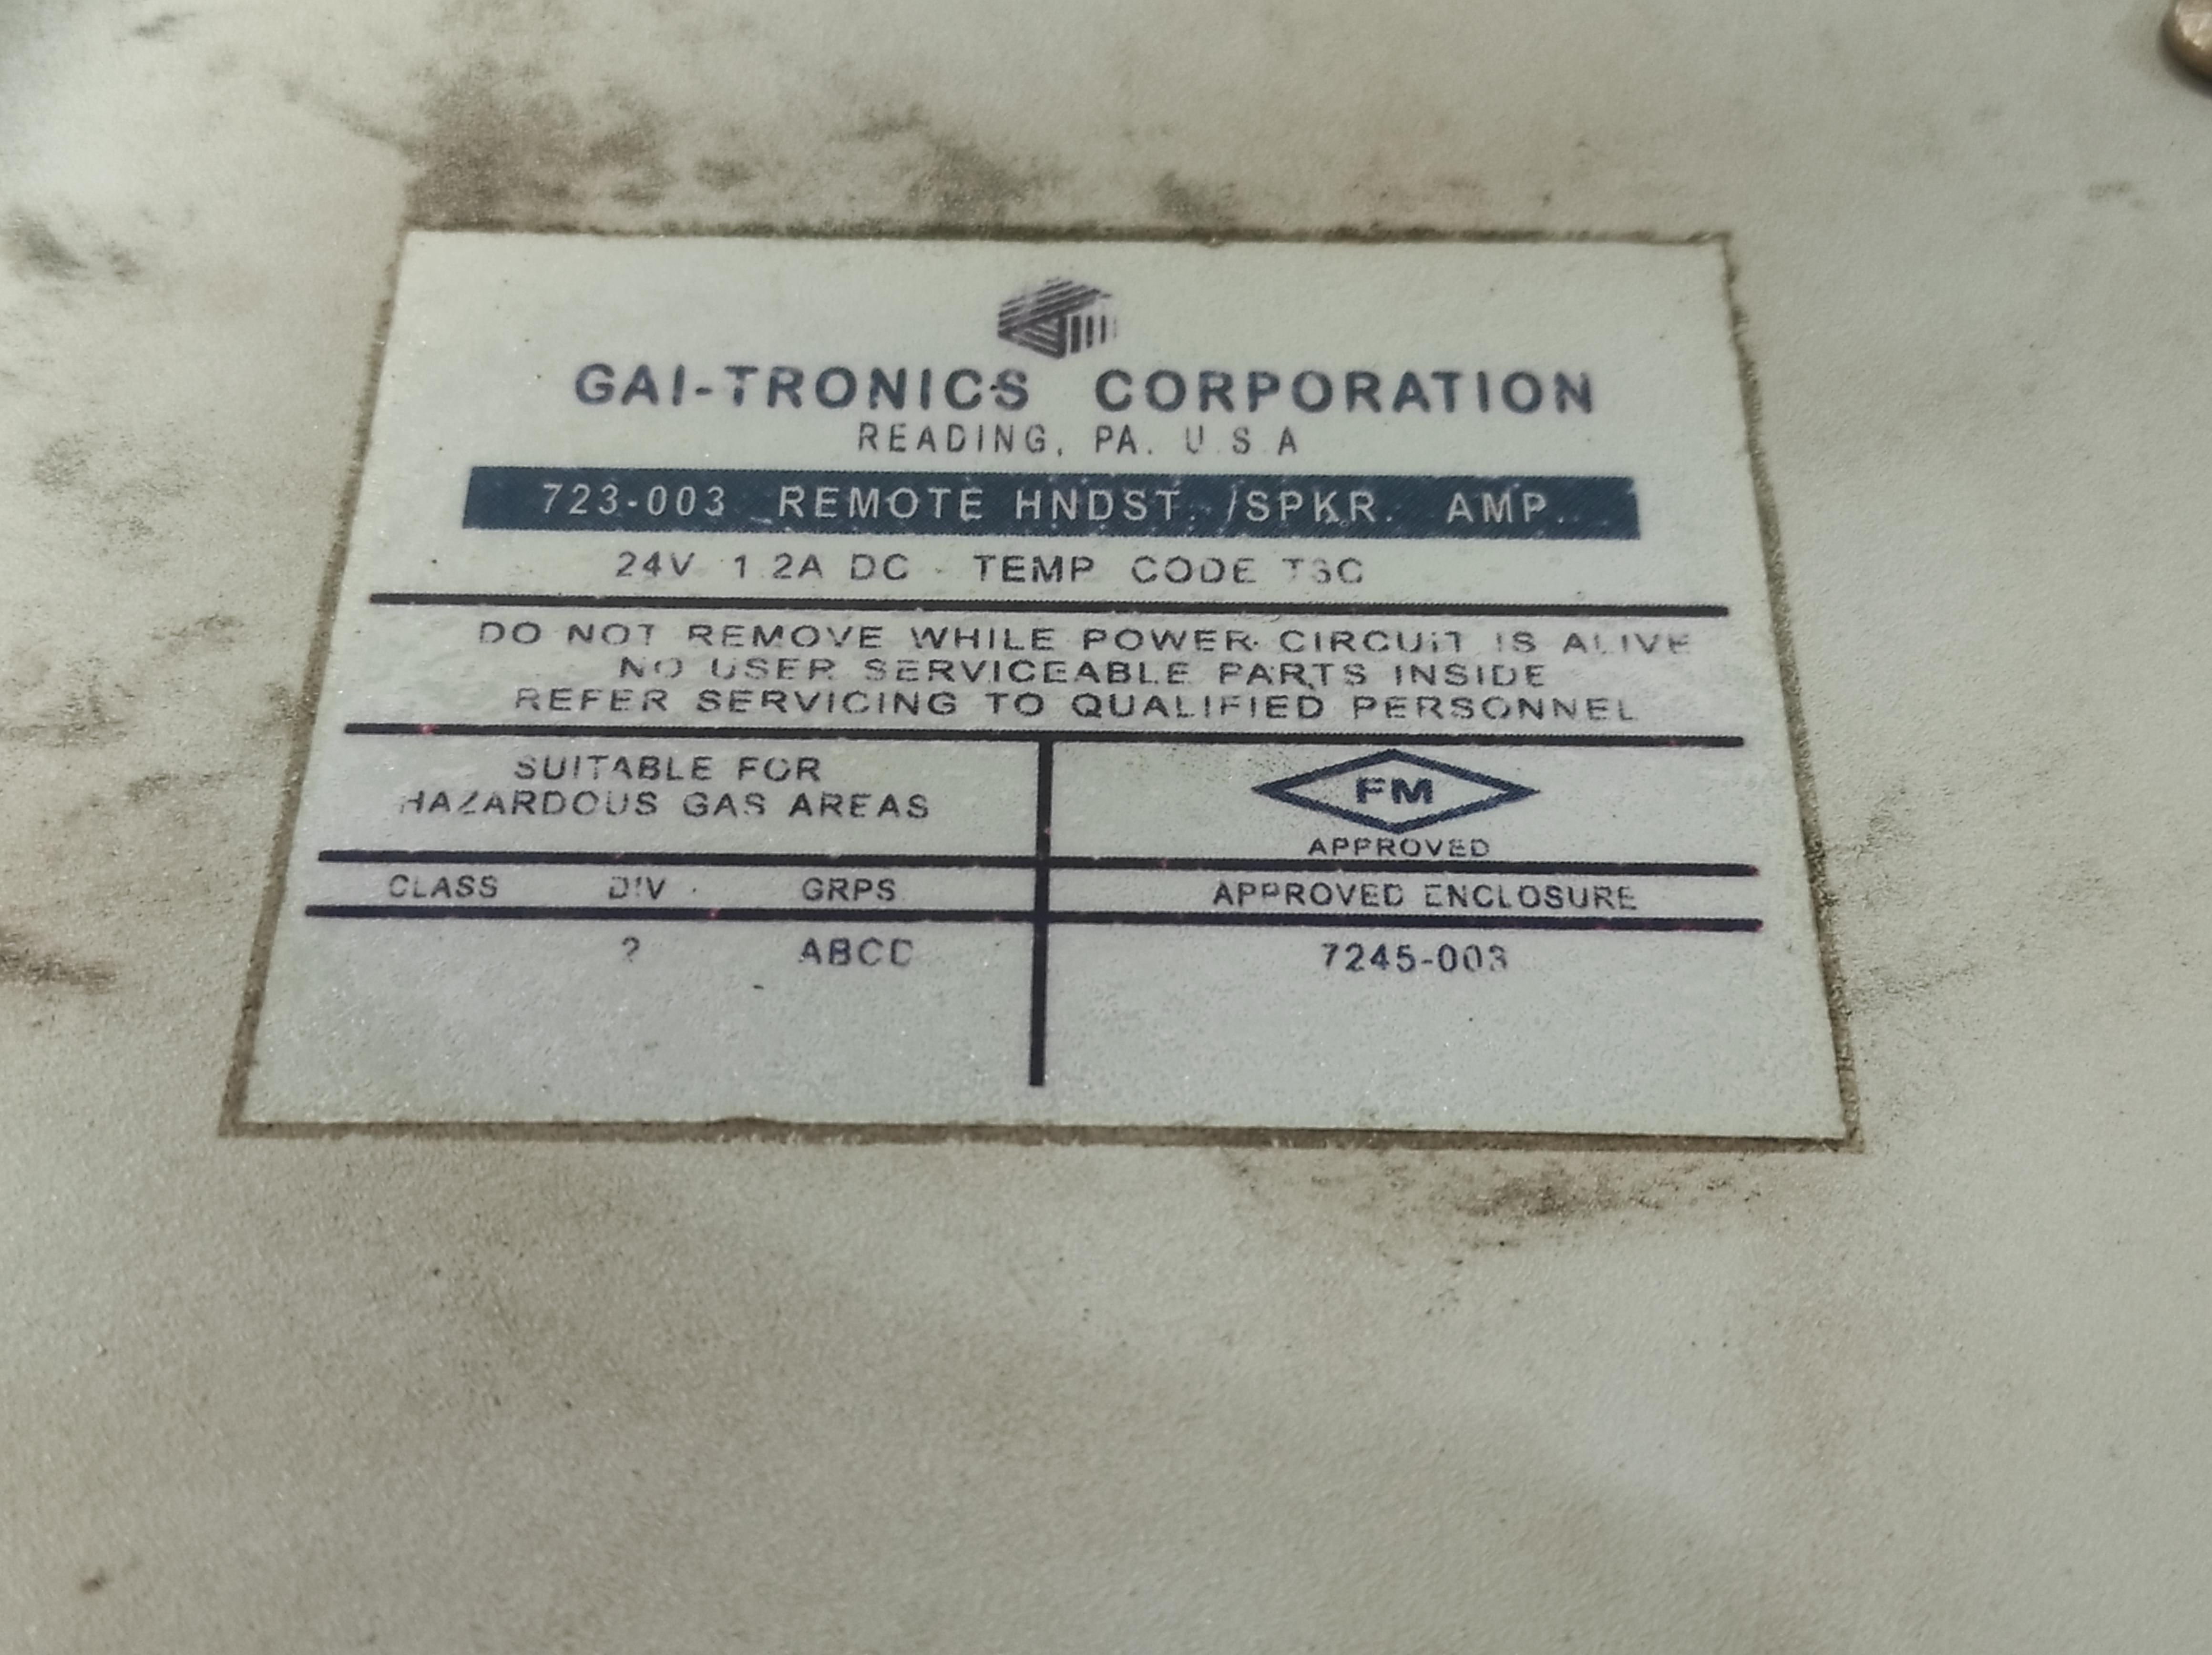 GAI-TRONICS CORPORATION
READING, PA. U.S.A
723-003 REMOTE HNDST. /SPKR. AMP.
24V 1.2A DC - TEMP CODE T3C
DO NOT REMOVE WHILE POWER CIRCUIT IS ALIVE
NO USER SERVICEABLE PARTS INSIDE
REFER SERVICING TO QUALIFIED PERSONNEL
SUITABLE FOR
HAZARDOUS GAS AREAS
FM
APPROVED
CLASS DIV GRPS APPROVED ENCLOSURE
ABCD 7245-003